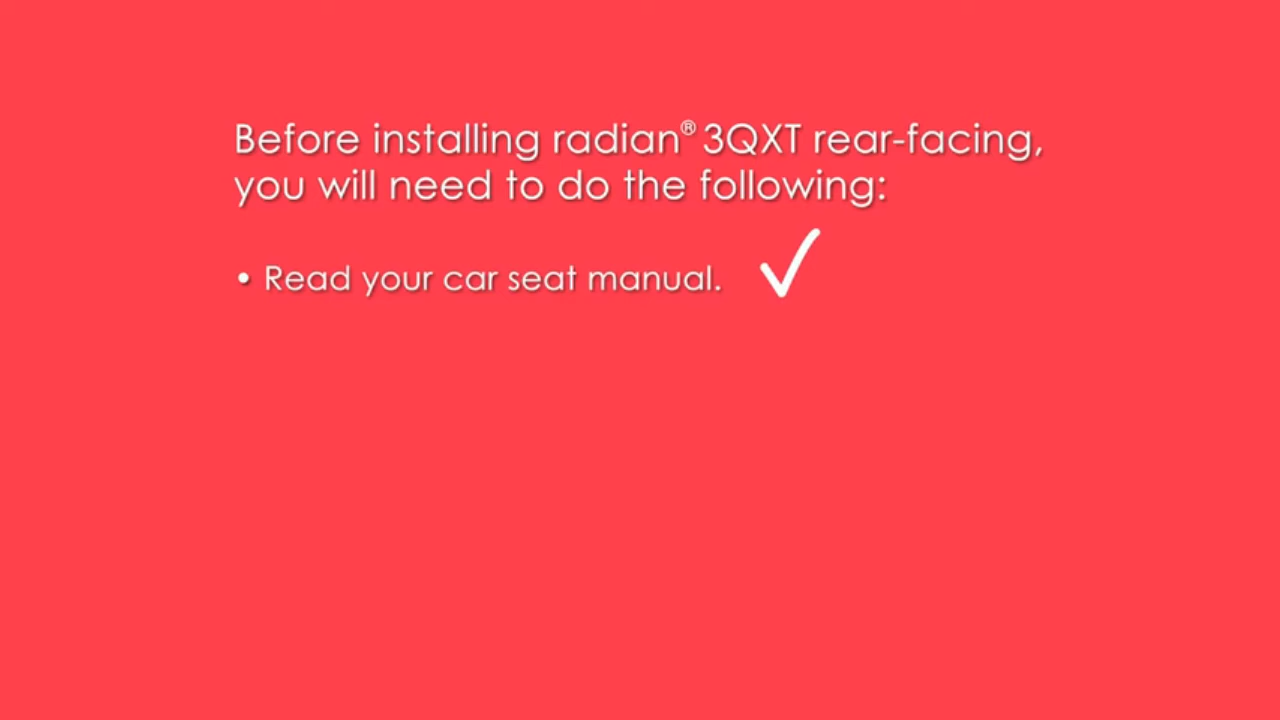 Before installing radian® 3QXT rear-facing,
you will need to do the following:
• Read your car seat manual.